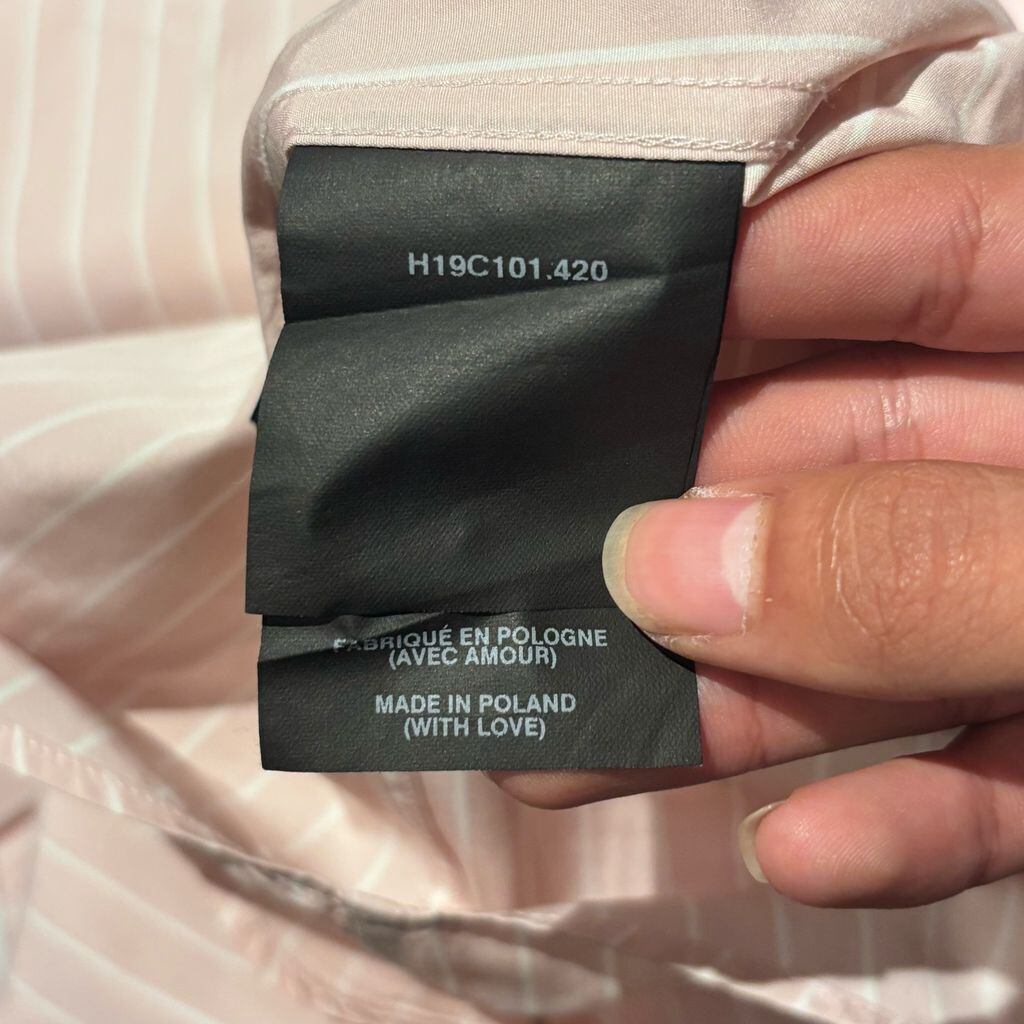 H19C101.420
FABRIQUÉ EN POLOGNE
(AVEC AMOUR)
MADE IN POLAND
(WITH LOVE)